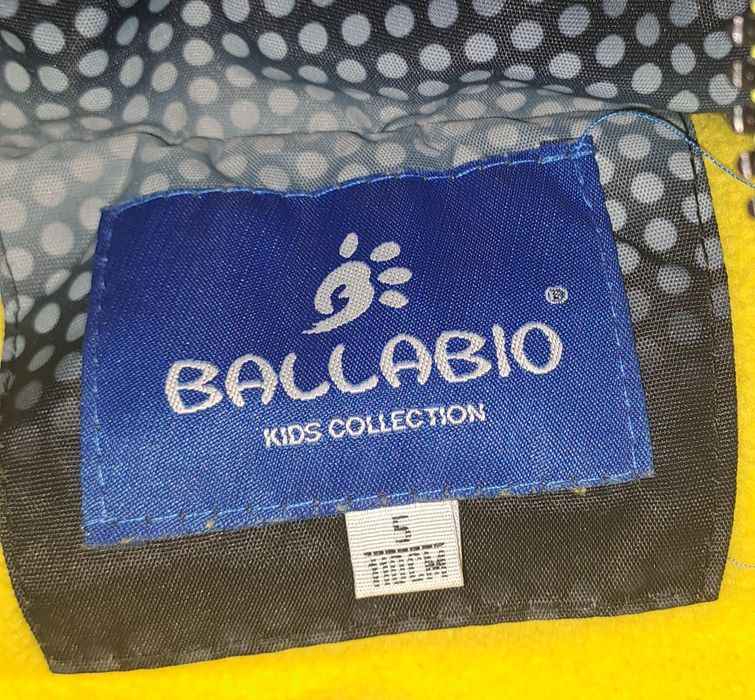 ®
BALLABIO
KIDS COLLECTION
5
110CM